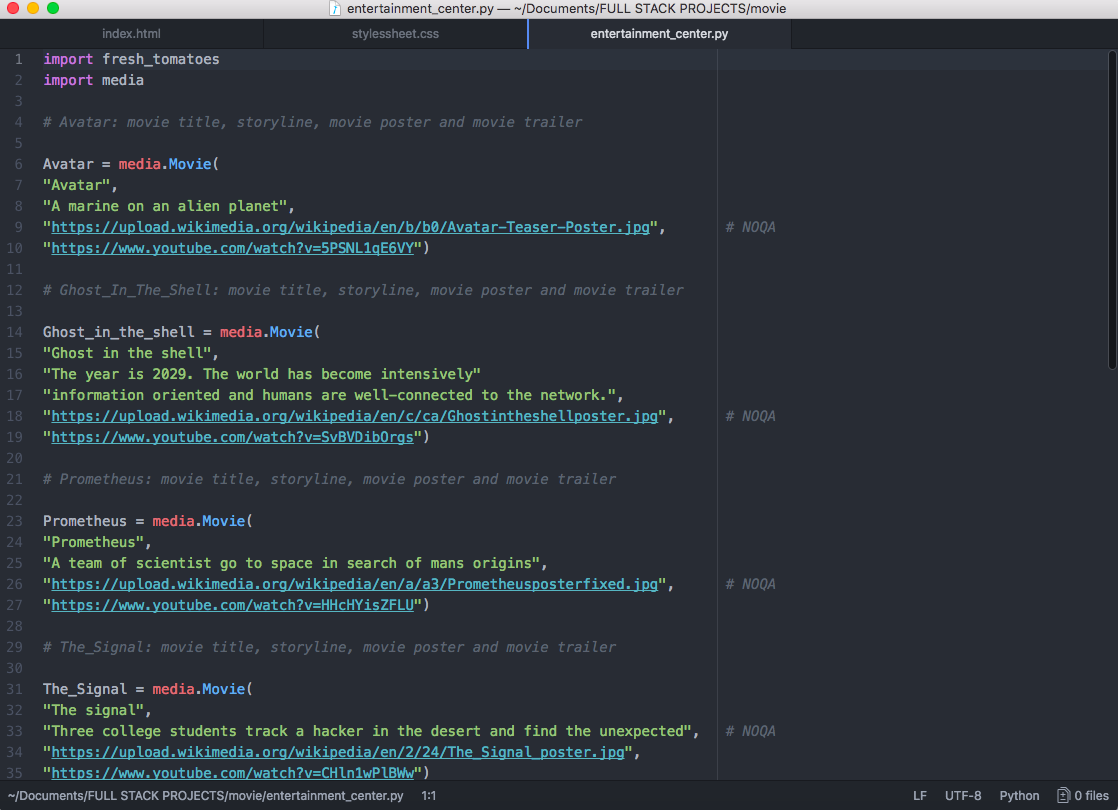 entertainment_center.py — ~/Documents/FULL STACK PROJECTS/movie
index.html stylessheet.css entertainment_center.py
1 import fresh_tomatoes
2 import media
3
4 # Avatar: movie title, storyline, movie poster and movie trailer
5
6 Avatar = media.Movie(
7 "Avatar",
8 "A marine on an alien planet",
9 "https://upload.wikimedia.org/wikipedia/en/b/b0/Avatar-Teaser-Poster.jpg", # NOQA
10 "https://www.youtube.com/watch?v=5PSNL1qE6VY")
11
12 # Ghost_In_The_Shell: movie title, storyline, movie poster and movie trailer
13
14 Ghost_in_the_shell = media.Movie(
15 "Ghost in the shell",
16 "The year is 2029. The world has become intensively"
17 "information oriented and humans are well-connected to the network.",
18 "https://upload.wikimedia.org/wikipedia/en/c/ca/Ghostintheshellposter.jpg", # NOQA
19 "https://www.youtube.com/watch?v=SvBVDibOrgs")
20
21 # Prometheus: movie title, storyline, movie poster and movie trailer
22
23 Prometheus = media.Movie(
24 "Prometheus",
25 "A team of scientist go to space in search of mans origins",
26 "https://upload.wikimedia.org/wikipedia/en/a/a3/Prometheusposterfixed.jpg", # NOQA
27 "https://www.youtube.com/watch?v=HHcHYisZFLU")
28
29 # The_Signal: movie title, storyline, movie poster and movie trailer
30
31 The_Signal = media.Movie(
32 "The signal",
33 "Three college students track a hacker in the desert and find the unexpected", # NOQA
34 "https://upload.wikimedia.org/wikipedia/en/2/24/The_Signal_poster.jpg",
35 "https://www.youtube.com/watch?v=CHln1wPlBWw")
~/Documents/FULL STACK PROJECTS/movie/entertainment_center.py 1:1 LF UTF-8 Python 0 files